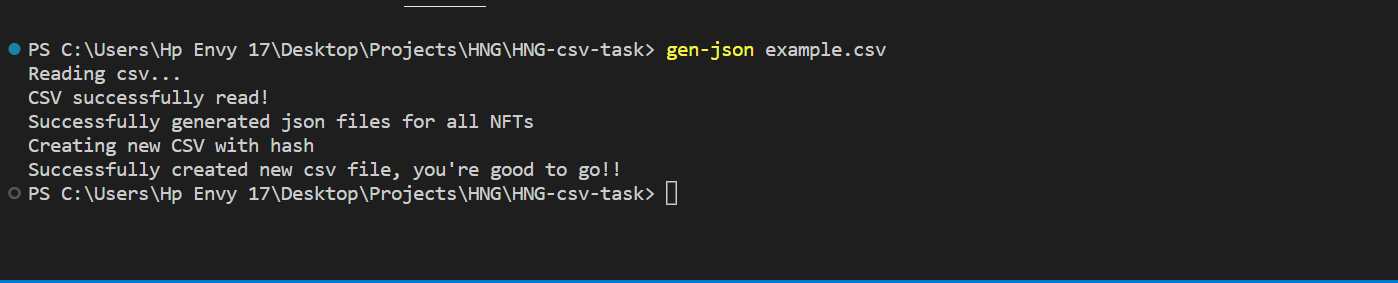 PS C:\Users\Hp Envy 17\Desktop\Projects\HNG\HNG-csv-task> gen-json example.csv
Reading csv...
CSV successfully read!
Successfully generated json files for all NFTs
Creating new CSV with hash
Successfully created new csv file, you're good to go!!
PS C:\Users\Hp Envy 17\Desktop\Projects\HNG\HNG-csv-task>